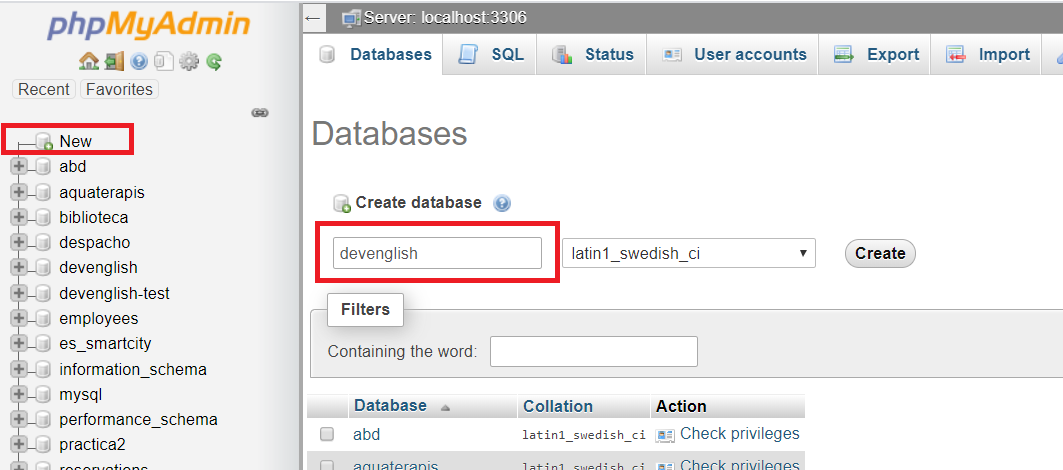 phpMyAdmin
Recent Favorites
New
abd
aquaterapis
biblioteca
despacho
devenglish
devenglish-test
employees
es_smartcity
information_schema
mysql
performance_schema
practica2
reservations
Server: localhost:3306
Databases SQL Status User accounts Export Import
Databases
Create database
devenglish latin1_swedish_ci Create
Filters
Containing the word:
Database Collation Action
abd latin1_swedish_ci Check privileges
aquaterapis latin1_swedish_ci Check privileges